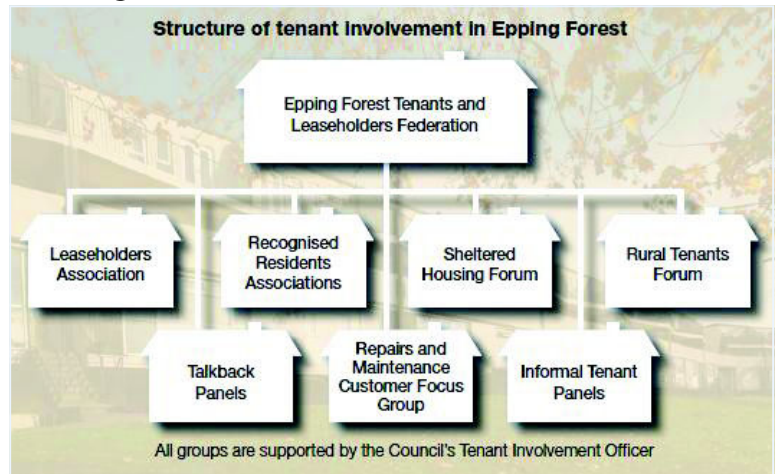 Structure of tenant involvement in Epping Forest
Epping Forest Tenants and
Leaseholders Federation
Leaseholders
Association
Recognised
Residents
Associations
Sheltered
Housing Forum
Rural Tenants
Forum
Talkback
Panels
Repairs and
Maintenance
Customer Focus
Group
Informal Tenant
Panels
All groups are supported by the Council's Tenant Involvement Officer